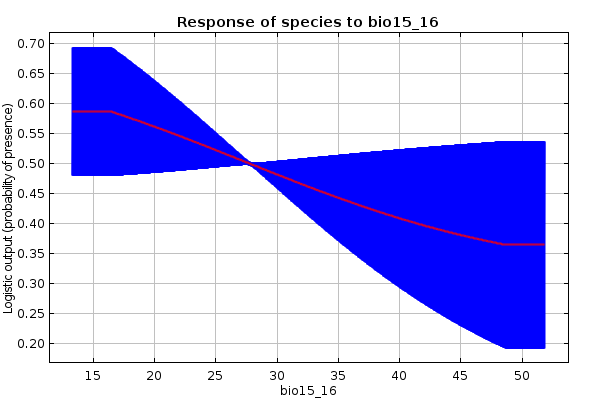 Response of species to bio15_16
Logistic output (probability of presence)
0.70
0.65
0.60
0.55
0.50
0.45
0.40
0.35
0.30
0.25
0.20
15 20 25 30 35 40 45 50
bio15_16